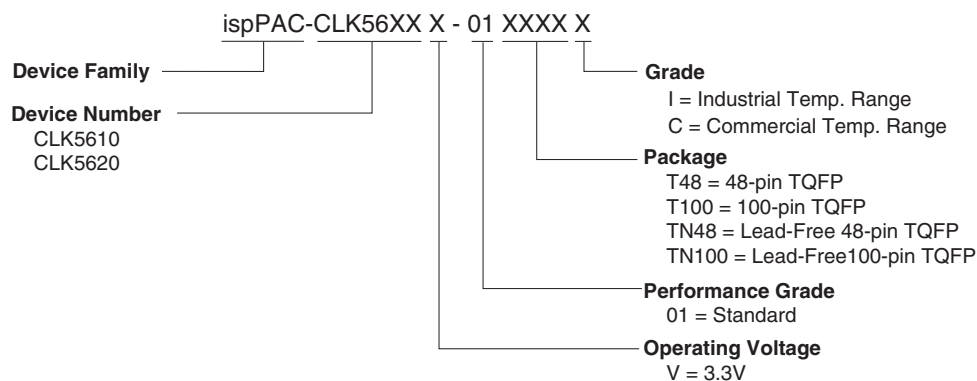 ispPAC-CLK56XX X - 01 XXXX X
Device Family
Device Number
CLK5610
CLK5620
Grade
I = Industrial Temp. Range
C = Commercial Temp. Range
Package
T48 = 48-pin TQFP
T100 = 100-pin TQFP
TN48 = Lead-Free 48-pin TQFP
TN100 = Lead-Free100-pin TQFP
Performance Grade
01 = Standard
Operating Voltage
V = 3.3V